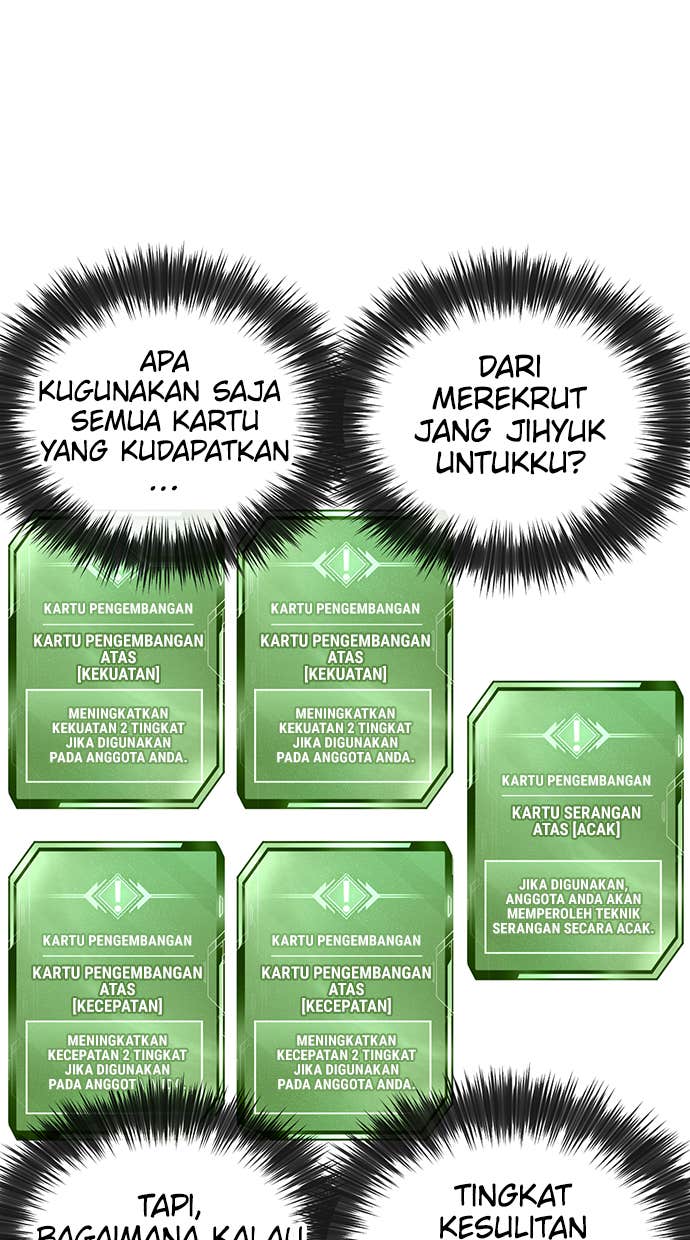 APA
KUGUNAKAN SAJA
SEMUA KARTU
YANG KUDAPATKAN
...
DARI
MEREKRUT
JANG JIHYUK
UNTUKKU?
KARTU PENGEMBANGAN
KARTU PENGEMBANGAN
ATAS
[KEKUATAN]
MENINGKATKAN
KEKUATAN 2 TINGKAT
JIKA DIGUNAKAN
PADA ANGGOTA ANDA.
KARTU PENGEMBANGAN
KARTU PENGEMBANGAN
ATAS
[KEKUATAN]
MENINGKATKAN
KEKUATAN 2 TINGKAT
JIKA DIGUNAKAN
PADA ANGGOTA ANDA.
KARTU PENGEMBANGAN
KARTU SERANGAN
ATAS [ACAK]
JIKA DIGUNAKAN,
ANGGOTA ANDA AKAN
MEMPEROLEH TEKNIK
SERANGAN SECARA ACAK.
KARTU PENGEMBANGAN
KARTU PENGEMBANGAN
ATAS
[KECEPATAN]
MENINGKATKAN
KECEPATAN 2 TINGKAT
JIKA DIGUNAKAN
PADA ANGGOTA
KARTU PENGEMBANGAN
KARTU PENGEMBANGAN
ATAS
[KECEPATAN]
MENINGKATKAN
KECEPATAN 2 TINGKAT
JIKA DIGUNAKAN
PADA ANGGOTA ANDA.
TAPI,
BAGAIMANA KALAU
TINGKAT
KESULITAN